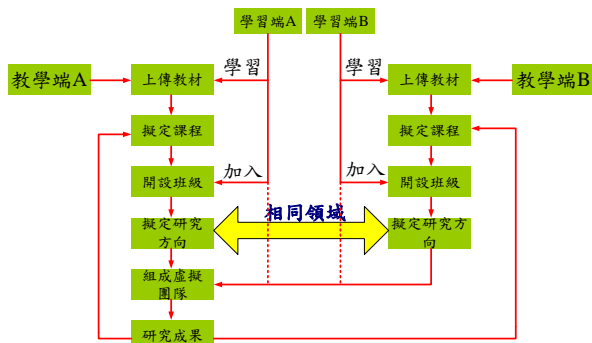 學習端A
學習端B
學習
學習
教學端A
上傳教材
上傳教材
教學端B
擬定課程
擬定課程
加入
加入
開設班級
開設班級
相同領域
擬定研究
方向
擬定研究方
向
組成虛擬
團隊
研究成果